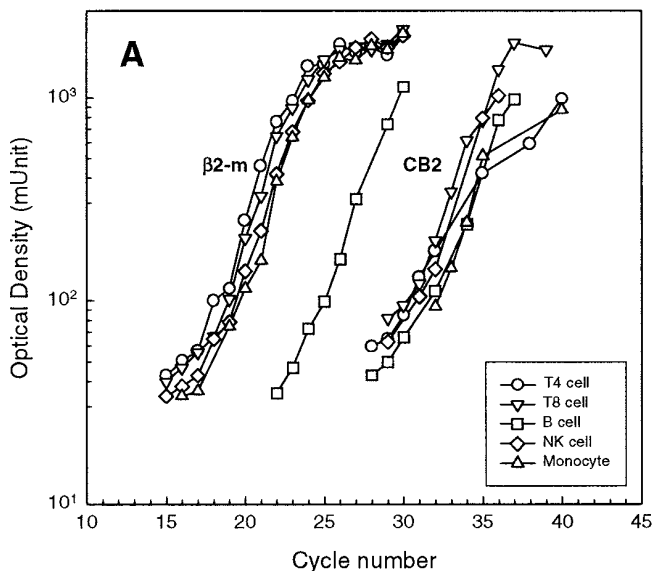 A
10³
β2-m
CB2
Optical Density (mUnit)
10²
T4 cell
T8 cell
B cell
NK cell
Monocyte
10¹
10 15 20 25 30 35 40 45
Cycle number